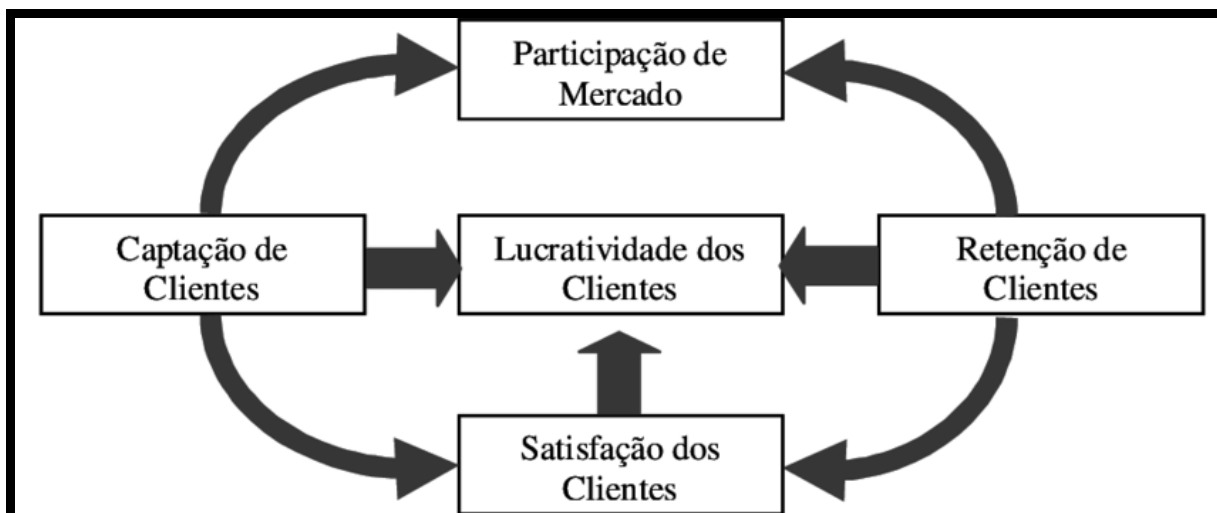 Participação de
Mercado
Captação de
Clientes
Lucratividade dos
Clientes
Retenção de
Clientes
Satisfação dos
Clientes